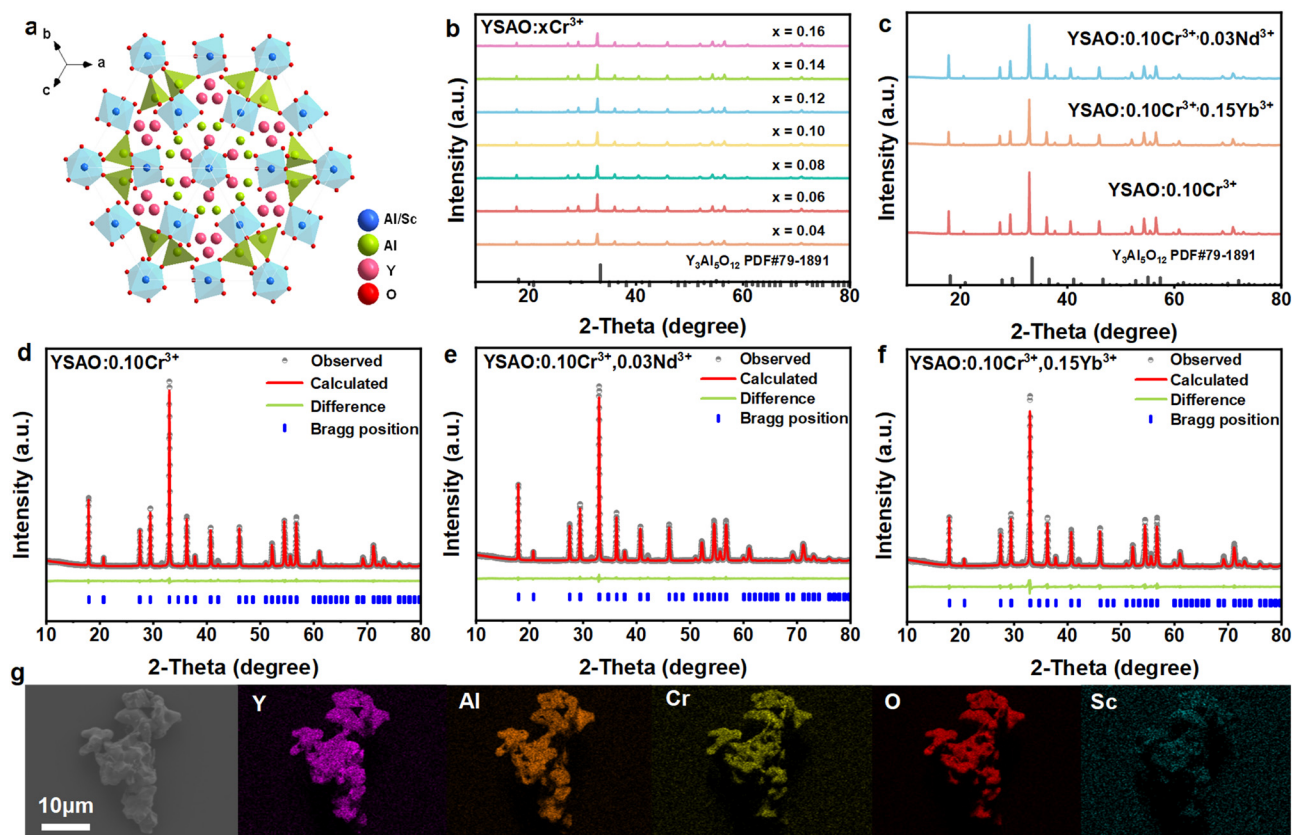 a
b
a
c
Al/Sc
Al
Y
O
b
YSAO:xCr³⁺
x = 0.16
x = 0.14
x = 0.12
x = 0.10
x = 0.08
x = 0.06
x = 0.04
Y₃Al₅O₁₂ PDF#79-1891
Intensity (a.u.)
20 40 60 80
2-Theta (degree)
c
YSAO:0.10Cr³⁺,0.03Nd³⁺
YSAO:0.10Cr³⁺,0.15Yb³⁺
YSAO:0.10Cr³⁺
Y₃Al₅O₁₂ PDF#79-1891
Intensity (a.u.)
20 40 60 80
2-Theta (degree)
d
YSAO:0.10Cr³⁺
Observed
Calculated
Difference
Bragg position
Intensity (a.u.)
10 20 30 40 50 60 70 80
2-Theta (degree)
e
YSAO:0.10Cr³⁺,0.03Nd³⁺
Observed
Calculated
Difference
Bragg position
Intensity (a.u.)
10 20 30 40 50 60 70 80
2-Theta (degree)
f
YSAO:0.10Cr³⁺,0.15Yb³⁺
Observed
Calculated
Difference
Bragg position
Intensity (a.u.)
10 20 30 40 50 60 70 80
2-Theta (degree)
g
10μm
Y
Al
Cr
O
Sc